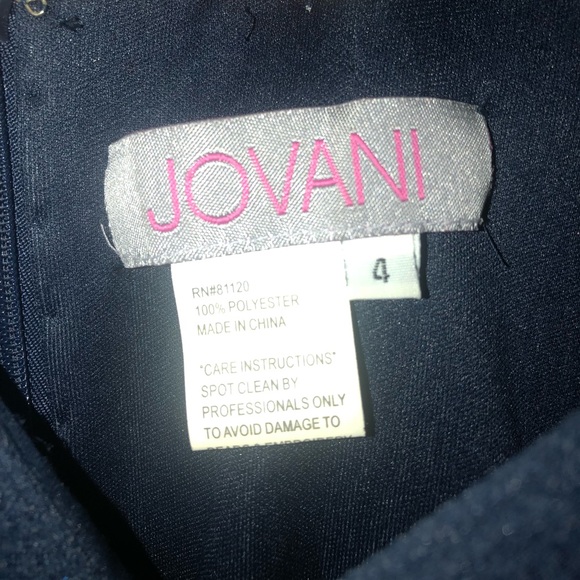 JOVANI
4
RN#81120
100% POLYESTER
MADE IN CHINA
"CARE INSTRUCTIONS"
SPOT CLEAN BY
PROFESSIONALS ONLY
TO AVOID DAMAGE TO